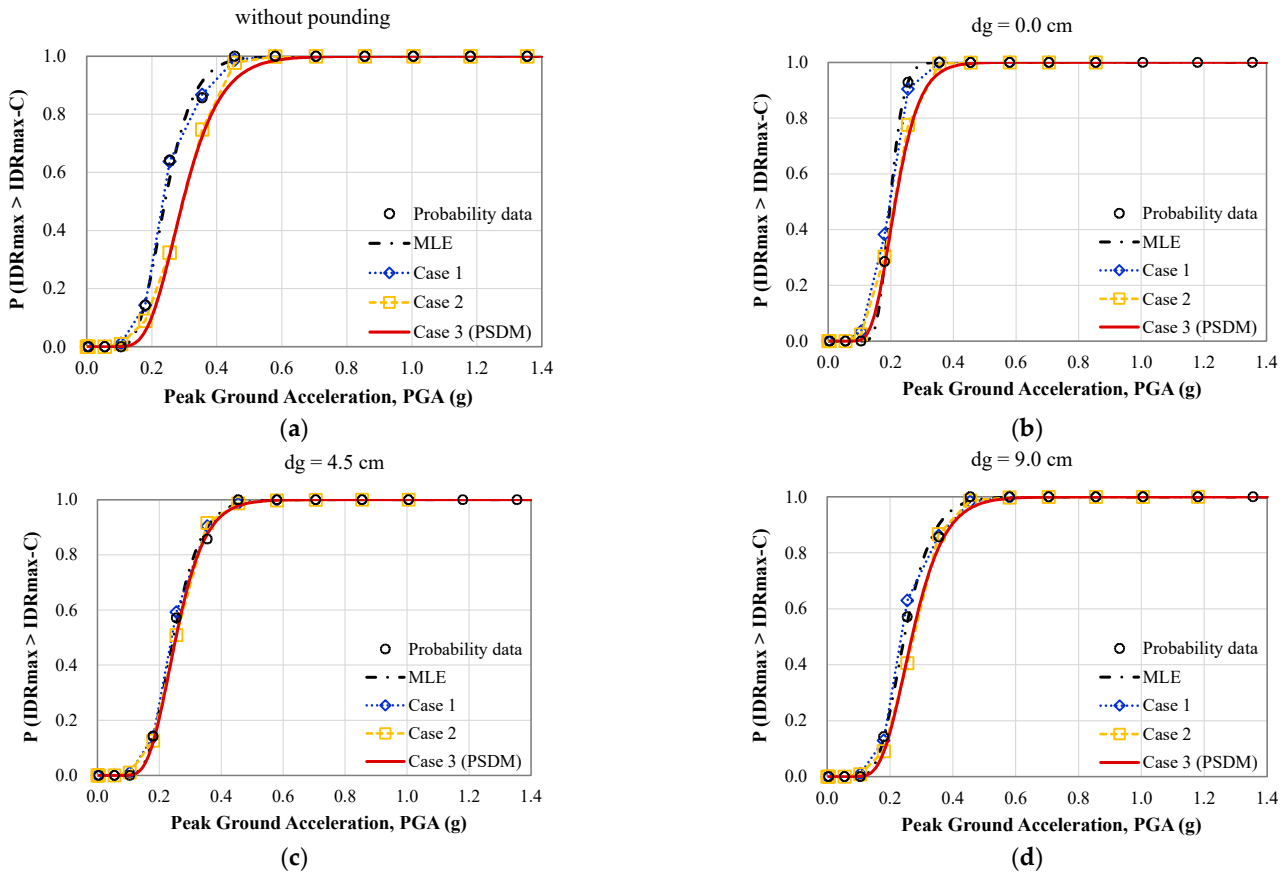 without pounding
P (IDRmax > IDRmax-C)
1.0
0.8
0.6
0.4
0.2
0.0
Probability data
MLE
Case 1
Case 2
Case 3 (PSDM)
0.0 0.2 0.4 0.6 0.8 1.0 1.2 1.4
Peak Ground Acceleration, PGA (g)
(a)
dg = 0.0 cm
P (IDRmax > IDRmax-C)
1.0
0.8
0.6
0.4
0.2
0.0
Probability data
MLE
Case 1
Case 2
Case 3 (PSDM)
0.0 0.2 0.4 0.6 0.8 1.0 1.2 1.4
Peak Ground Acceleration, PGA (g)
(b)
dg = 4.5 cm
P (IDRmax > IDRmax-C)
1.0
0.8
0.6
0.4
0.2
0.0
Probability data
MLE
Case 1
Case 2
Case 3 (PSDM)
0.0 0.2 0.4 0.6 0.8 1.0 1.2 1.4
Peak Ground Acceleration, PGA (g)
(c)
dg = 9.0 cm
P (IDRmax > IDRmax-C)
1.0
0.8
0.6
0.4
0.2
0.0
Probability data
MLE
Case 1
Case 2
Case 3 (PSDM)
0.0 0.2 0.4 0.6 0.8 1.0 1.2 1.4
Peak Ground Acceleration, PGA (g)
(d)